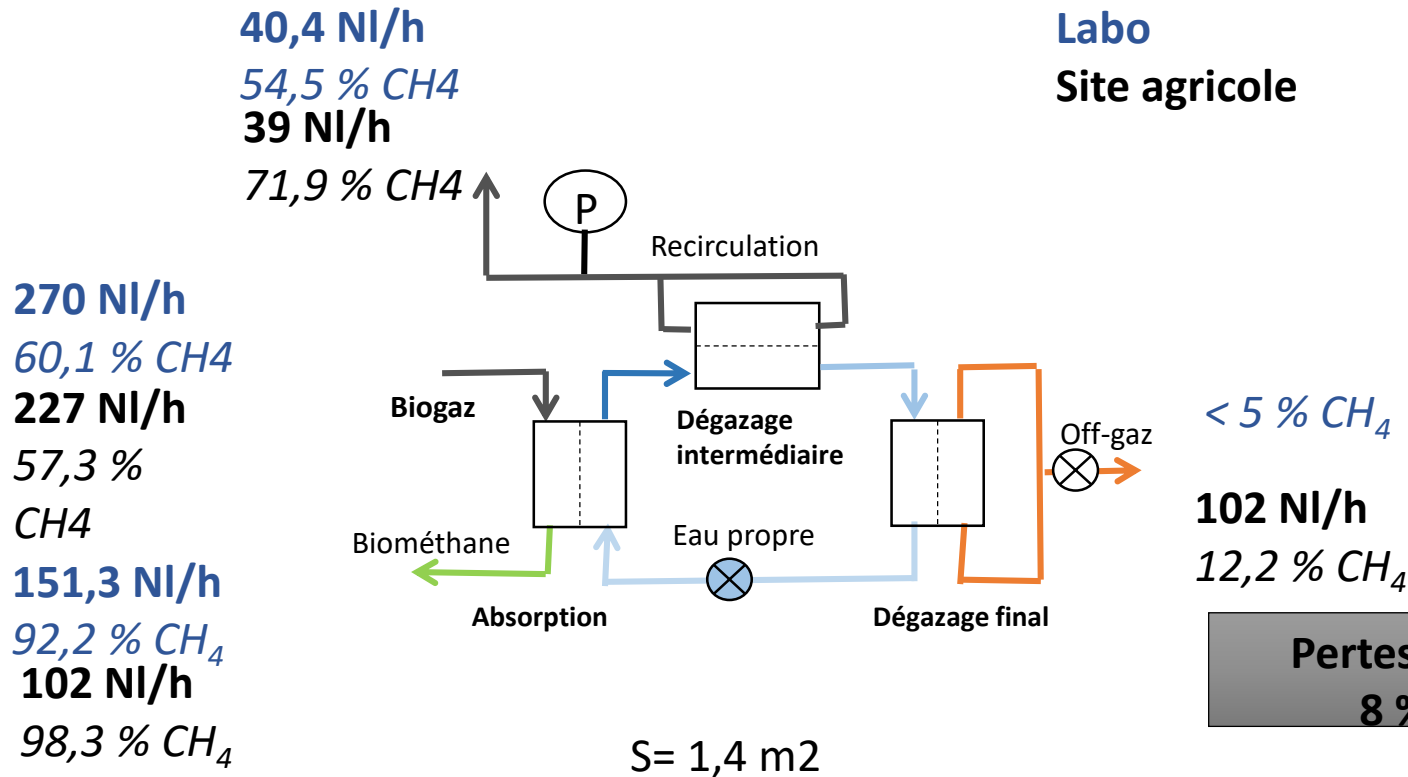 40,4 Nl/h
54,5 % CH4
39 Nl/h
71,9 % CH4
Labo
Site agricole
P
Recirculation
270 Nl/h
60,1 % CH4
227 Nl/h
57,3 %
CH4
151,3 Nl/h
92,2 % CH₄
102 Nl/h
98,3 % CH₄
Biogaz
Dégazage
intermédiaire
Biométhane
Eau propre
Absorption
Dégazage final
Off-gaz
< 5 % CH₄
102 Nl/h
12,2 % CH₄
Pertes
8 %
S= 1,4 m2